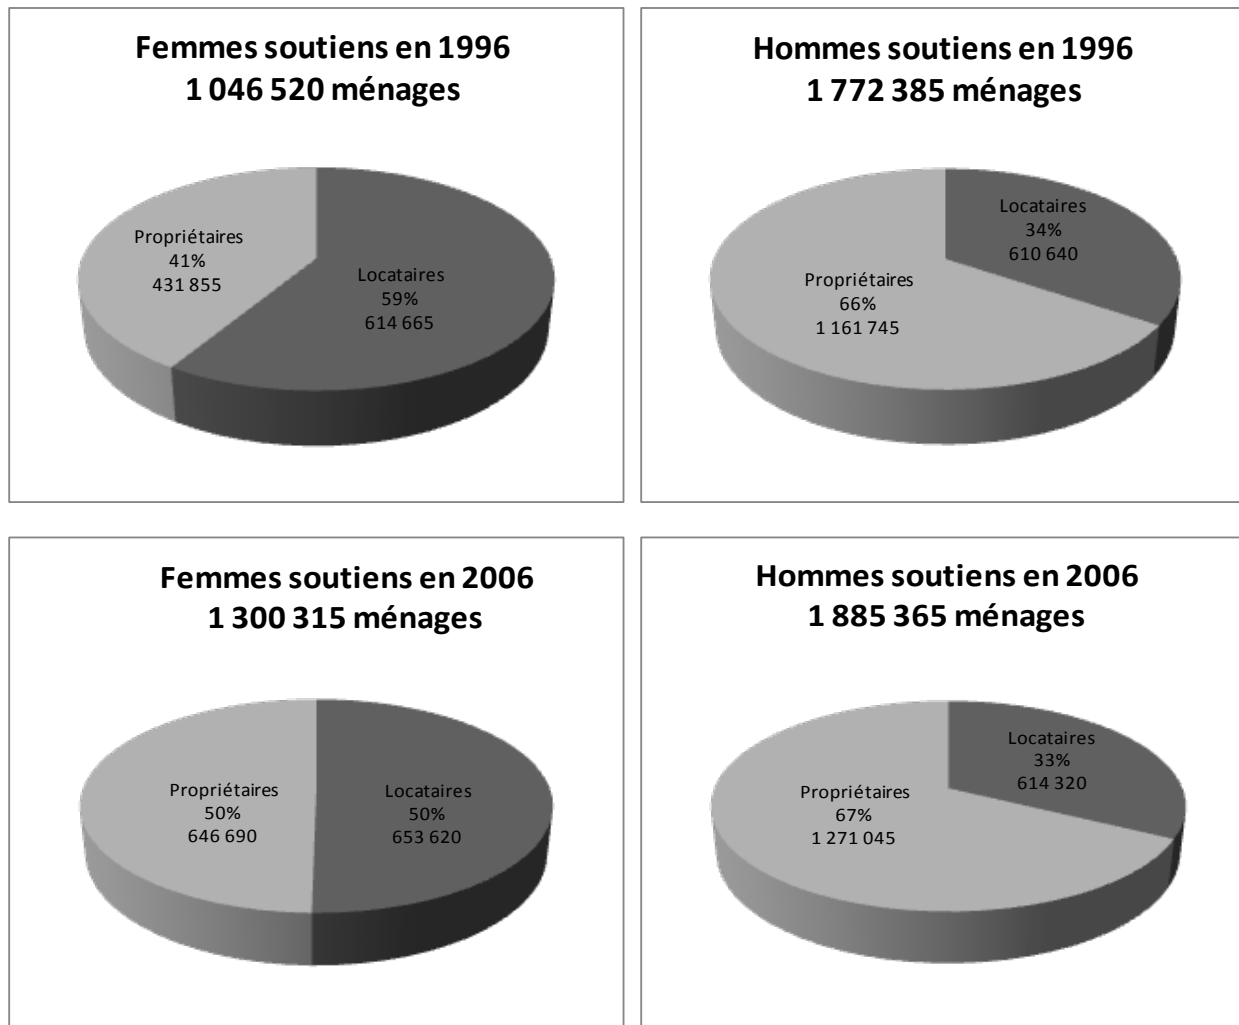 Femmes soutiens en 1996
1 046 520 ménages
Propriétaires
41%
431 855
Locataires
59%
614 665
Hommes soutiens en 1996
1 772 385 ménages
Locataires
34%
610 640
Propriétaires
66%
1 161 745
Femmes soutiens en 2006
1 300 315 ménages
Propriétaires
50%
646 690
Locataires
50%
653 620
Hommes soutiens en 2006
1 885 365 ménages
Locataires
33%
614 320
Propriétaires
67%
1 271 045